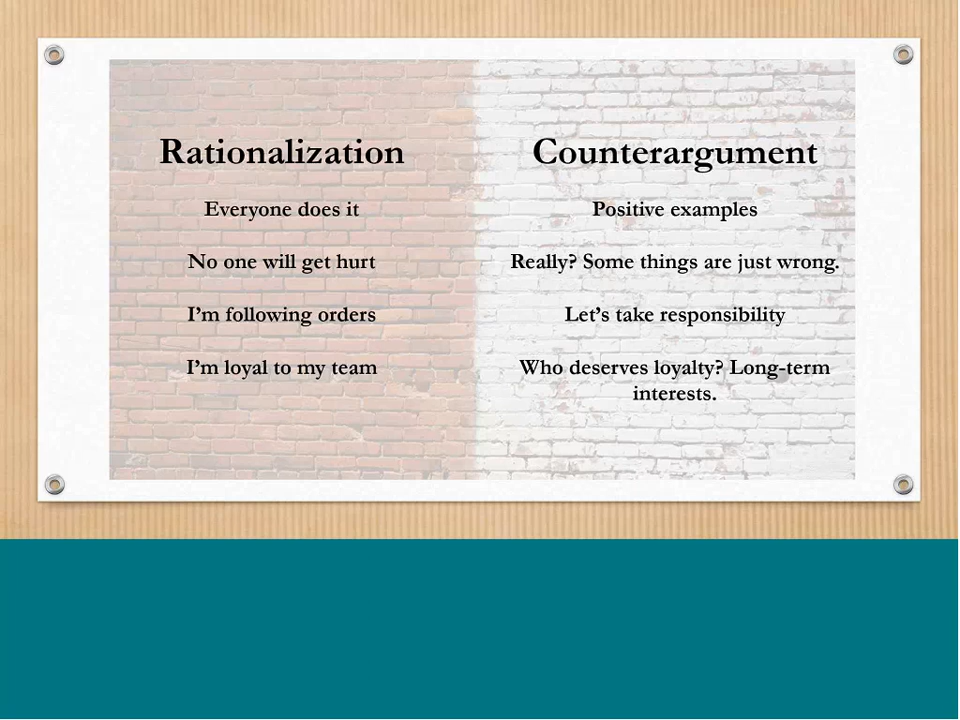 Rationalization
Counterargument
Everyone does it
Positive examples
No one will get hurt
Really? Some things are just wrong.
I’m following orders
Let’s take responsibility
I’m loyal to my team
Who deserves loyalty? Long-term
interests.